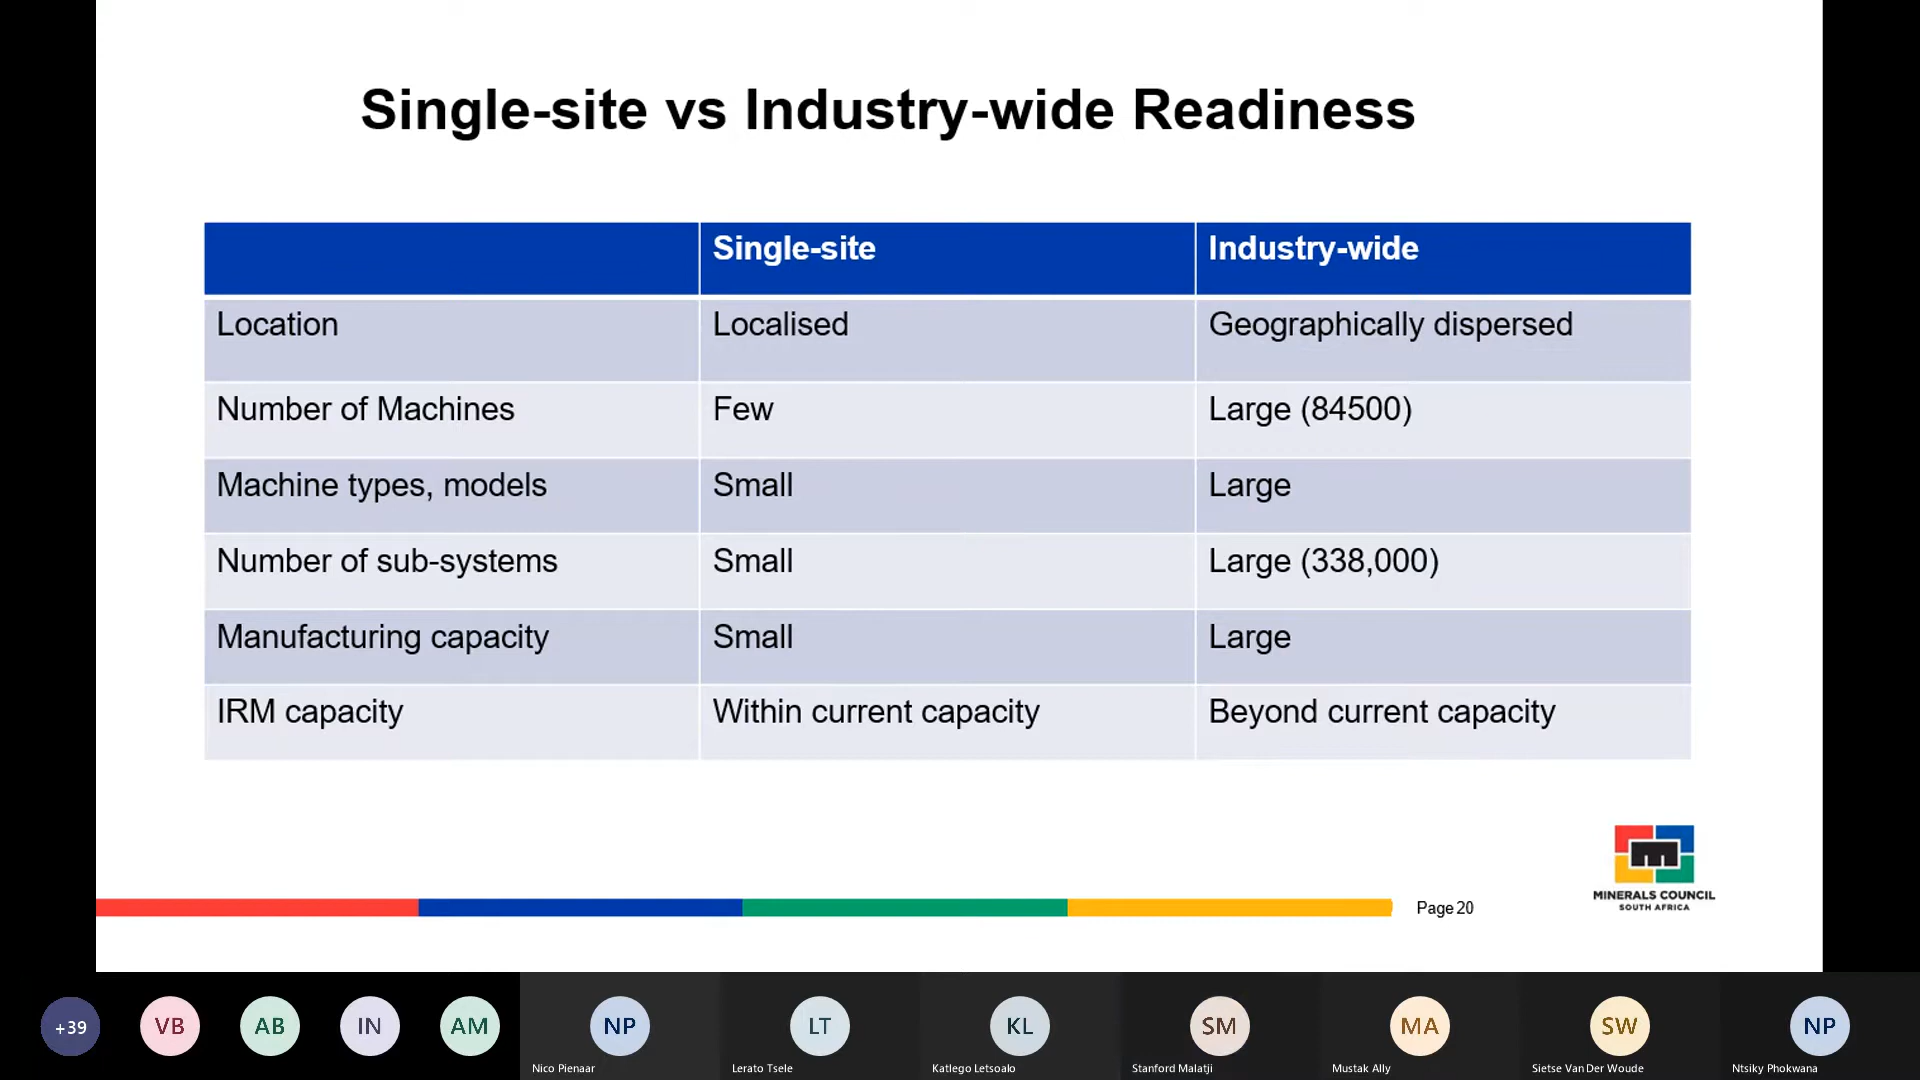 Single-site vs Industry-wide Readiness
Single-site Industry-wide
Location Localised Geographically dispersed
Number of Machines Few Large (84500)
Machine types, models Small Large
Number of sub-systems Small Large (338,000)
Manufacturing capacity Small Large
IRM capacity Within current capacity Beyond current capacity
m
MINERALS COUNCIL
SOUTH AFRICA
Page 20
+39 VB AB IN AM NP LT KL SM MA SW NP
Nico Pienaar Lerato Tsele Katlego Letsoalo Stanford Malatji Mustak Ally Sietse Van Der Woude Ntsiky Phokwana